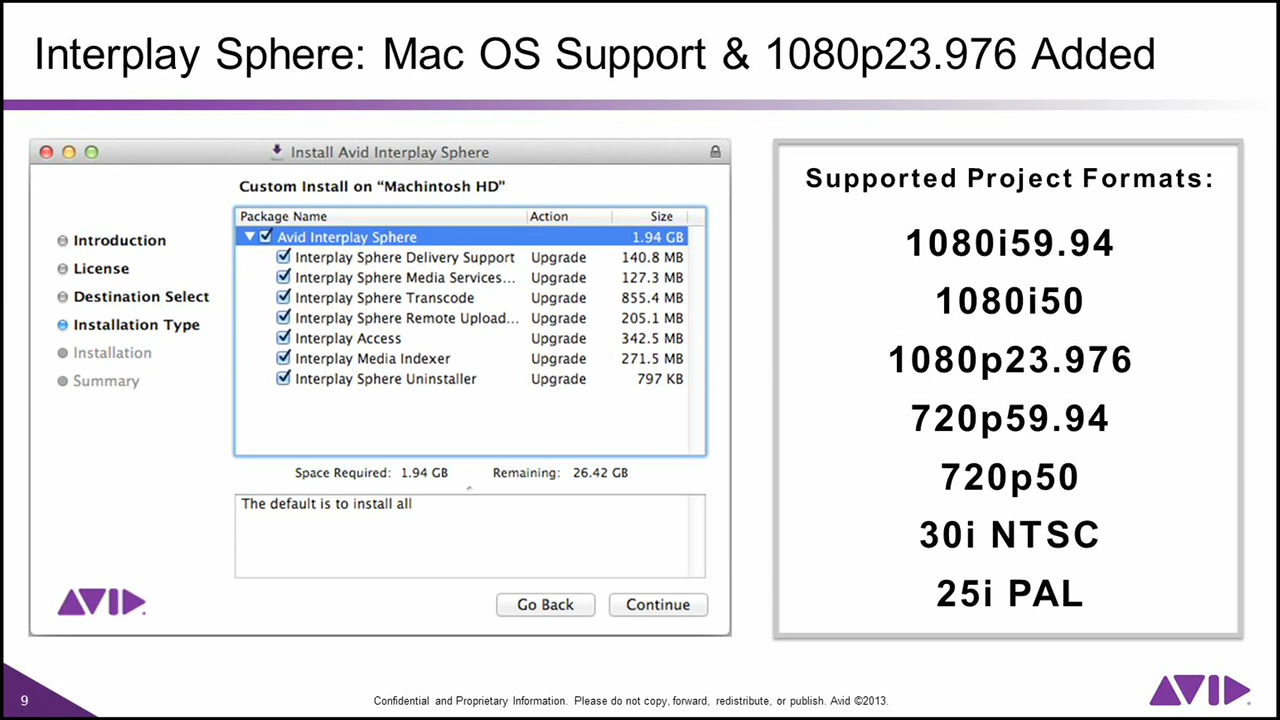 Interplay Sphere: Mac OS Support & 1080p23.976 Added
Install Avid Interplay Sphere
Custom Install on “Machintosh HD”
Introduction
License
Destination Select
Installation Type
Installation
Summary
Package Name Action Size
Avid Interplay Sphere 1.94 GB
Interplay Sphere Delivery Support Upgrade 140.8 MB
Interplay Sphere Media Services... Upgrade 127.3 MB
Interplay Sphere Transcode Upgrade 855.4 MB
Interplay Sphere Remote Upload... Upgrade 205.1 MB
Interplay Access Upgrade 342.5 MB
Interplay Media Indexer Upgrade 271.5 MB
Interplay Sphere Uninstaller Upgrade 797 KB
Space Required: 1.94 GB Remaining: 26.42 GB
The default is to install all
AVID
Go Back Continue
Supported Project Formats:
1080i59.94
1080i50
1080p23.976
720p59.94
720p50
30i NTSC
25i PAL
9
Confidential and Proprietary Information. Please do not copy, forward, redistribute, or publish. Avid ©2013.
AVID